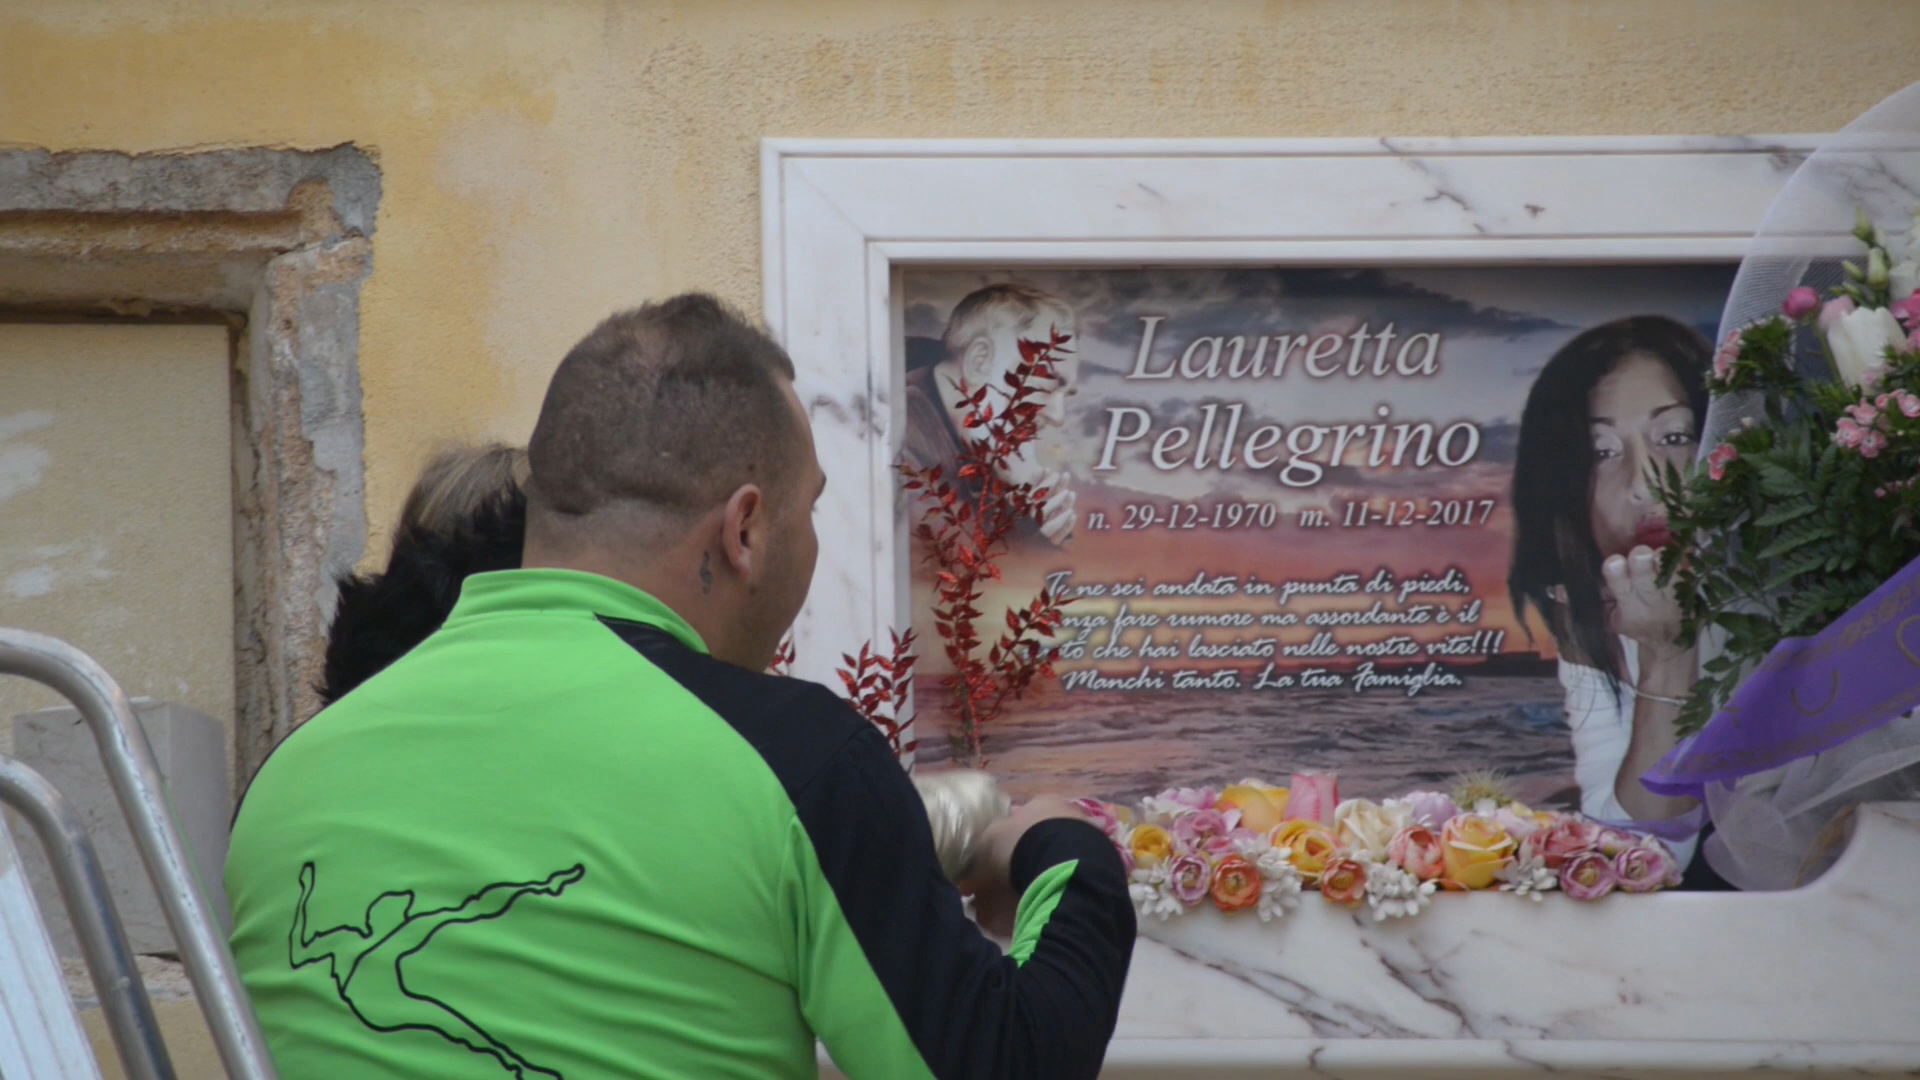 Lauretta
Pellegrino
n. 29-12-1970 m. 11-12-2017
Te ne sei andata in punta di piedi,
fare rumore ma assordante è il
che hai lasciato nelle nostre vite!!!
Manchi tanto. La tua Famiglia.